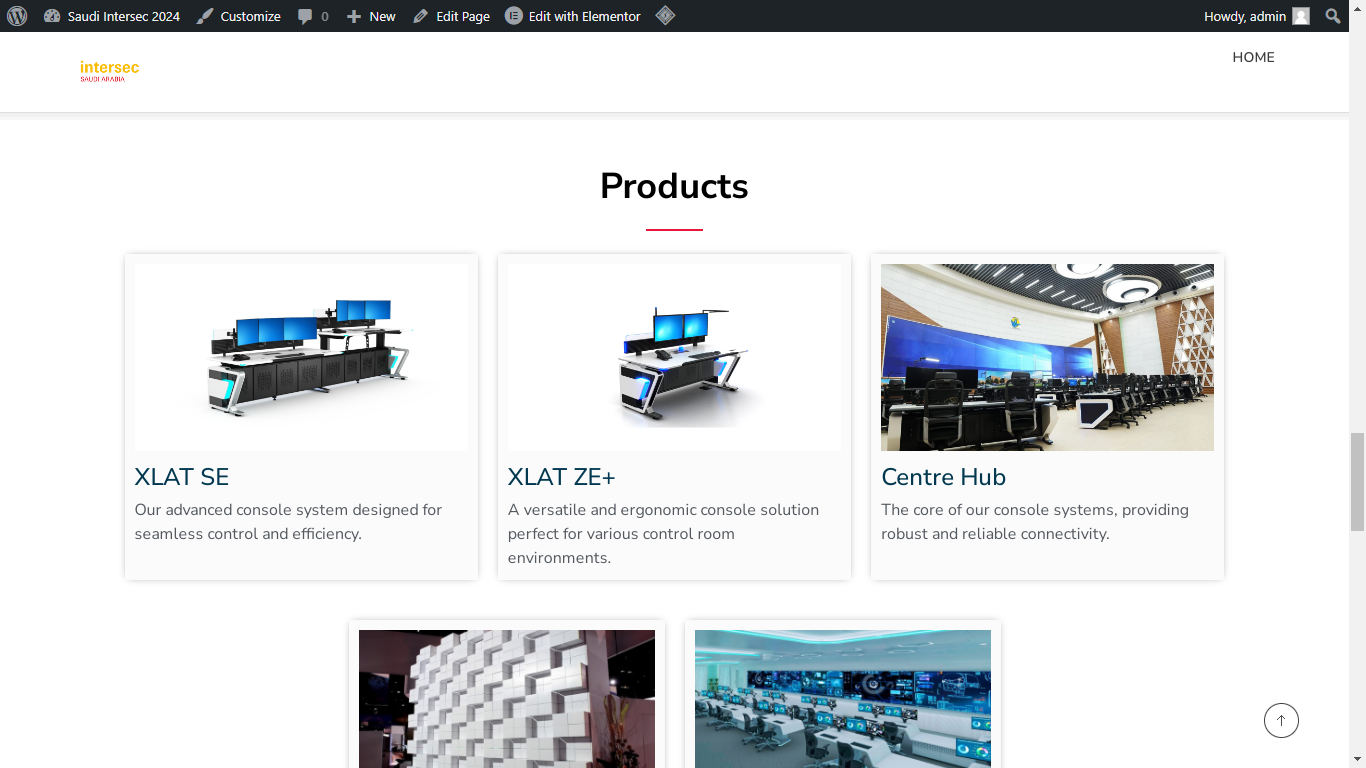 Saudi Intersec 2024 Customize 0 New Edit Page Edit with Elementor Howdy, admin
intersec
SAUDI ARABIA
HOME
Products
XLAT SE
Our advanced console system designed for
seamless control and efficiency.
XLAT ZE+
A versatile and ergonomic console solution
perfect for various control room
environments.
Centre Hub
The core of our console systems, providing
robust and reliable connectivity.